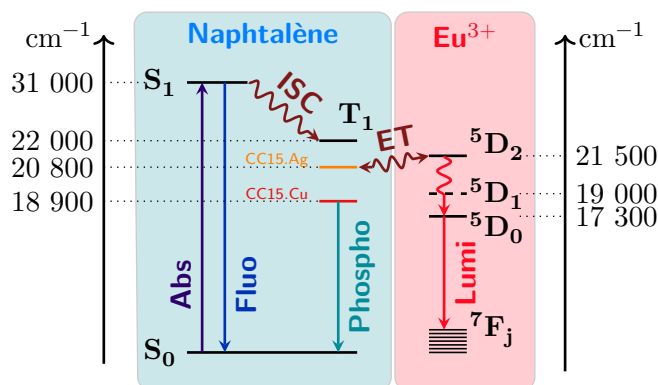 cm⁻¹ Naphtalène Eu³⁺ cm⁻¹
31 000 S₁ ISC
T₁
22 000 ET ⁵D₂
20 800 CC15.Ag 21 500
⁵D₁ 19 000
18 900 CC15.Cu
⁵D₀ 17 300
Abs Fluo Phospho Lumi
⁷Fⱼ
S₀